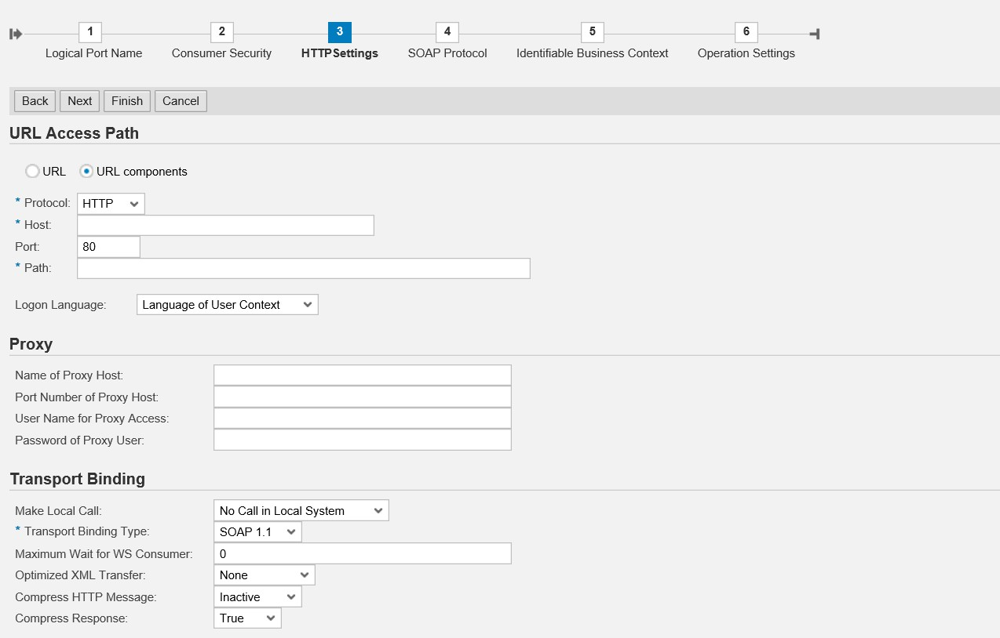 1 2 3 4 5 6
Logical Port Name Consumer Security HTTP Settings SOAP Protocol Identifiable Business Context Operation Settings
Back Next Finish Cancel
URL Access Path
URL URL components
* Protocol: HTTP
* Host:
Port: 80
* Path:
Logon Language: Language of User Context
Proxy
Name of Proxy Host:
Port Number of Proxy Host:
User Name for Proxy Access:
Password of Proxy User:
Transport Binding
Make Local Call: No Call in Local System
* Transport Binding Type: SOAP 1.1
Maximum Wait for WS Consumer: 0
Optimized XML Transfer: None
Compress HTTP Message: Inactive
Compress Response: True